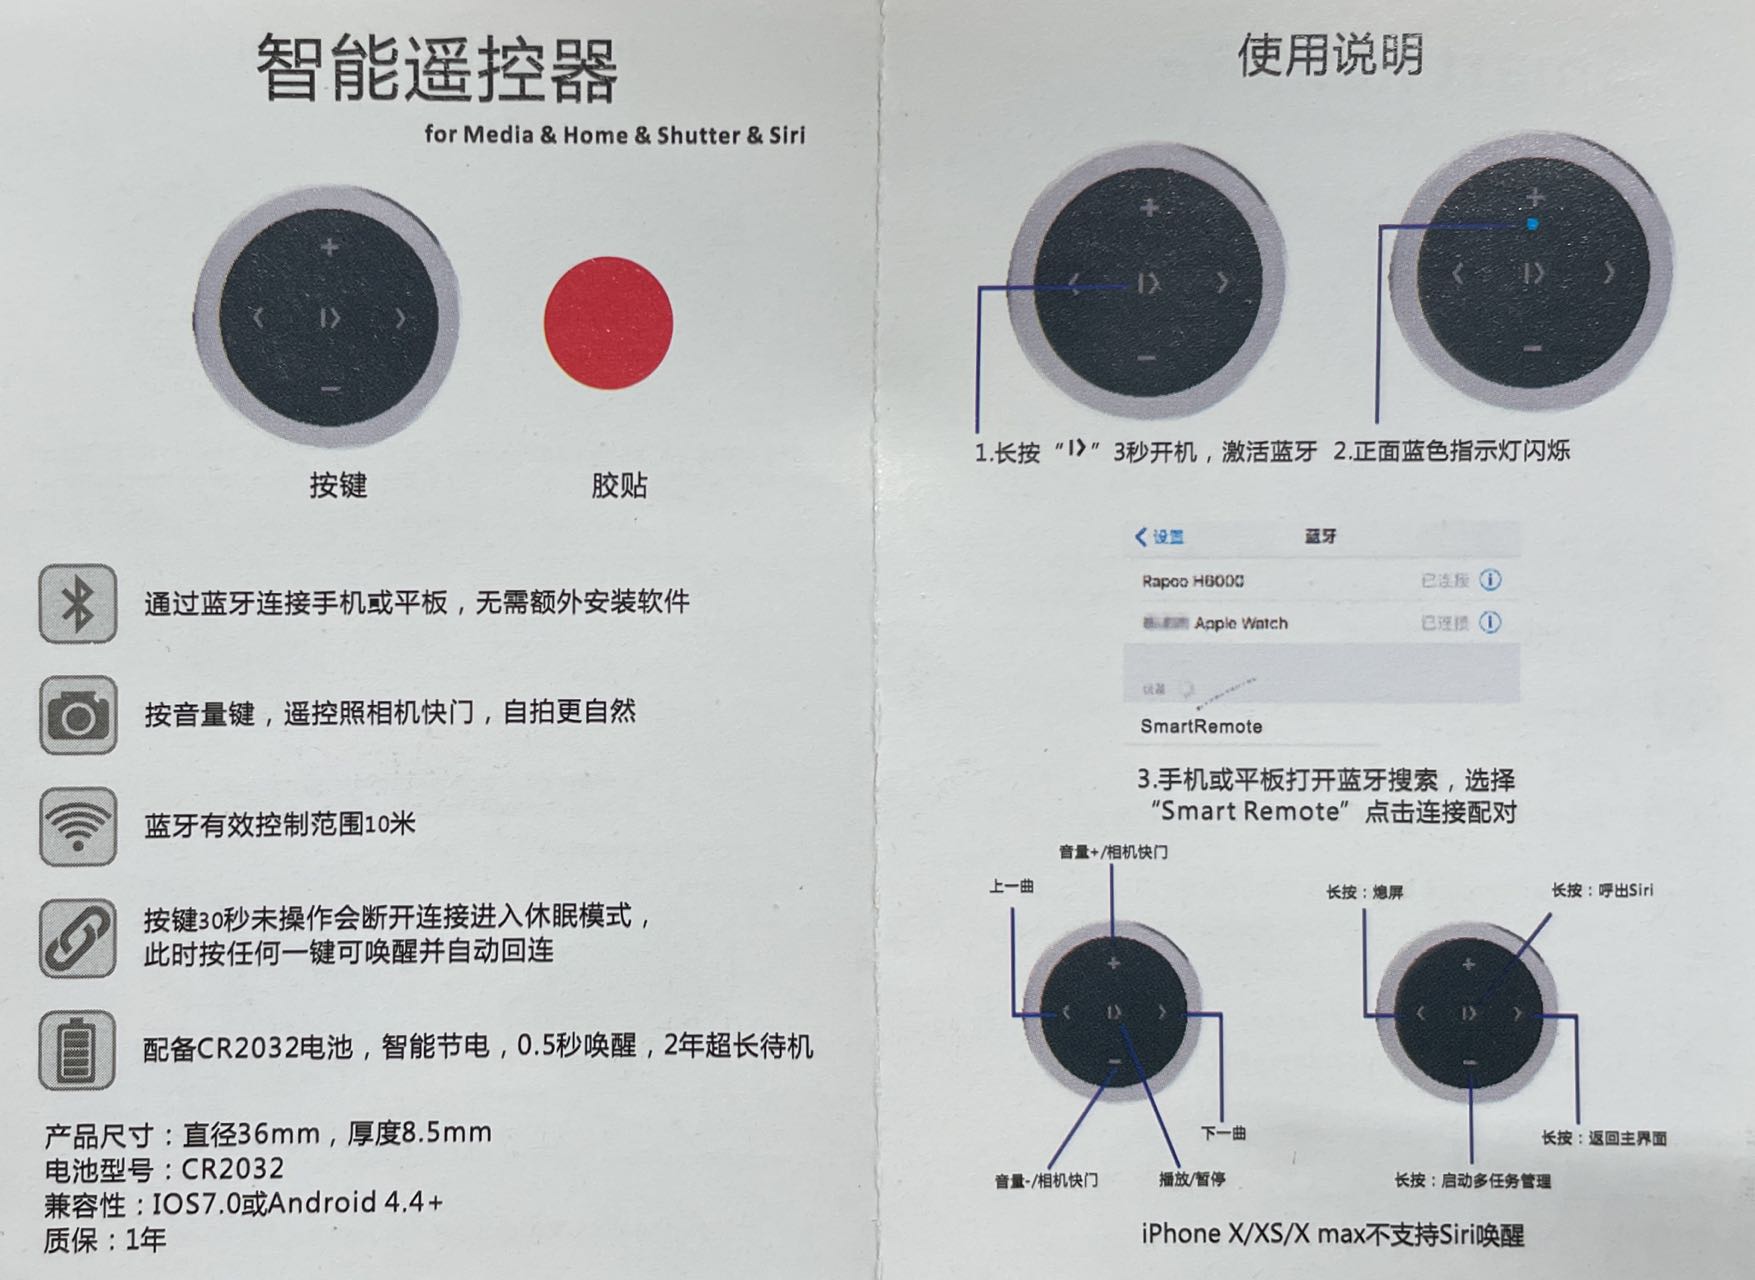 智能遥控器
for Media & Home & Shutter & Siri
按键
胶贴
通过蓝牙连接手机或平板，无需额外安装软件
按音量键，遥控照相机快门，自拍更自然
蓝牙有效控制范围10米
按键30秒未操作会断开连接进入休眠模式，
此时按任何一键可唤醒并自动回连
配备CR2032电池，智能节电，0.5秒唤醒，2年超长待机
产品尺寸：直径36mm，厚度8.5mm
电池型号：CR2032
兼容性：IOS7.0或Android 4.4+
质保：1年
使用说明
1.长按“I>”3秒开机，激活蓝牙
2.正面蓝色指示灯闪烁
设置
蓝牙
Rapoo H6000 已连接
Apple Watch 已连接
SmartRemote
3.手机或平板打开蓝牙搜索，选择
“Smart Remote”点击连接配对
音量+/相机快门
上一曲
下一曲
音量-/相机快门
播放/暂停
长按：熄屏
长按：呼出Siri
长按：返回主界面
长按：启动多任务管理
iPhone X/XS/X max不支持Siri唤醒